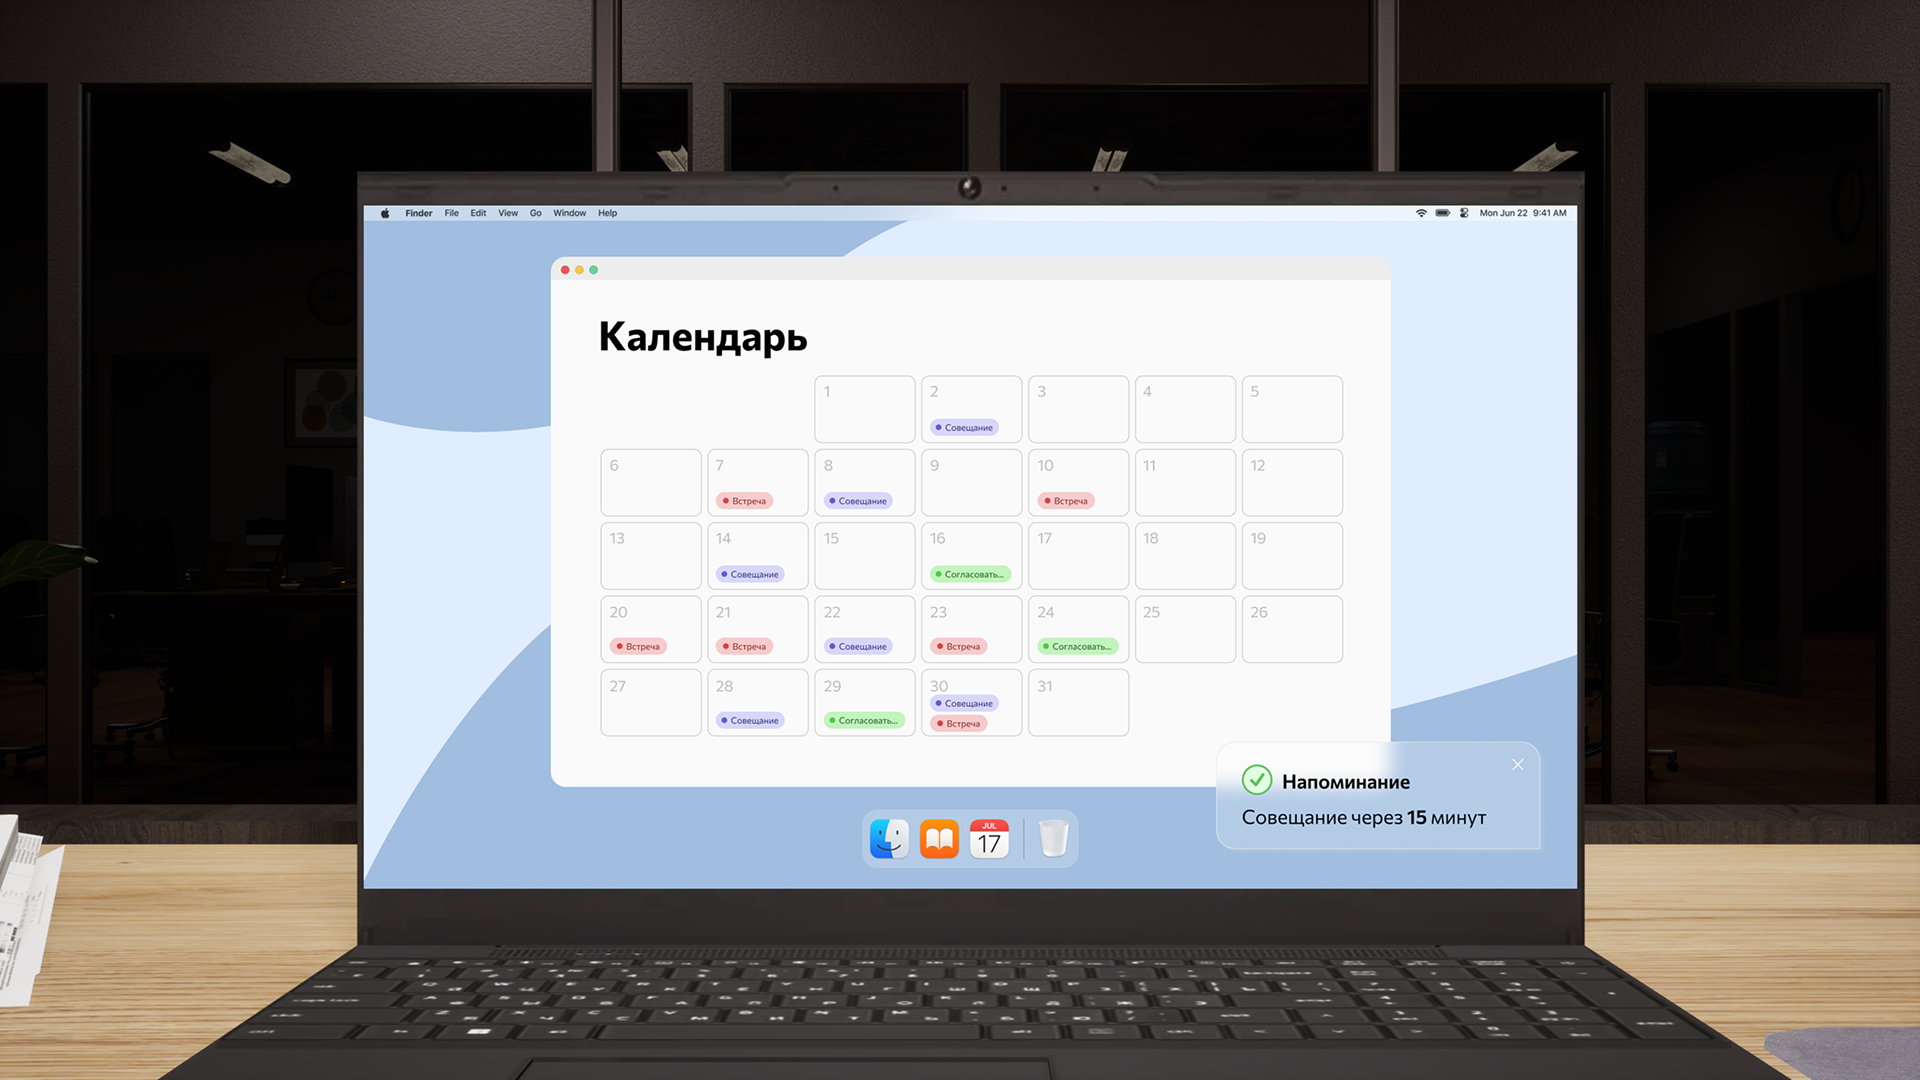 Finder File Edit View Go Window Help
Mon Jun 22 9:41 AM
Календарь
1 2 3 4 5
Совещание
6 7 8 9 10 11 12
Встреча Совещание Встреча
13 14 15 16 17 18 19
Совещание Согласовать...
20 21 22 23 24 25 26
Встреча Встреча Совещание Встреча Согласовать...
27 28 29 30 31
Совещание
Совещание Согласовать...
Встреча
Напоминание
Совещание через 15 минут
JUL
17